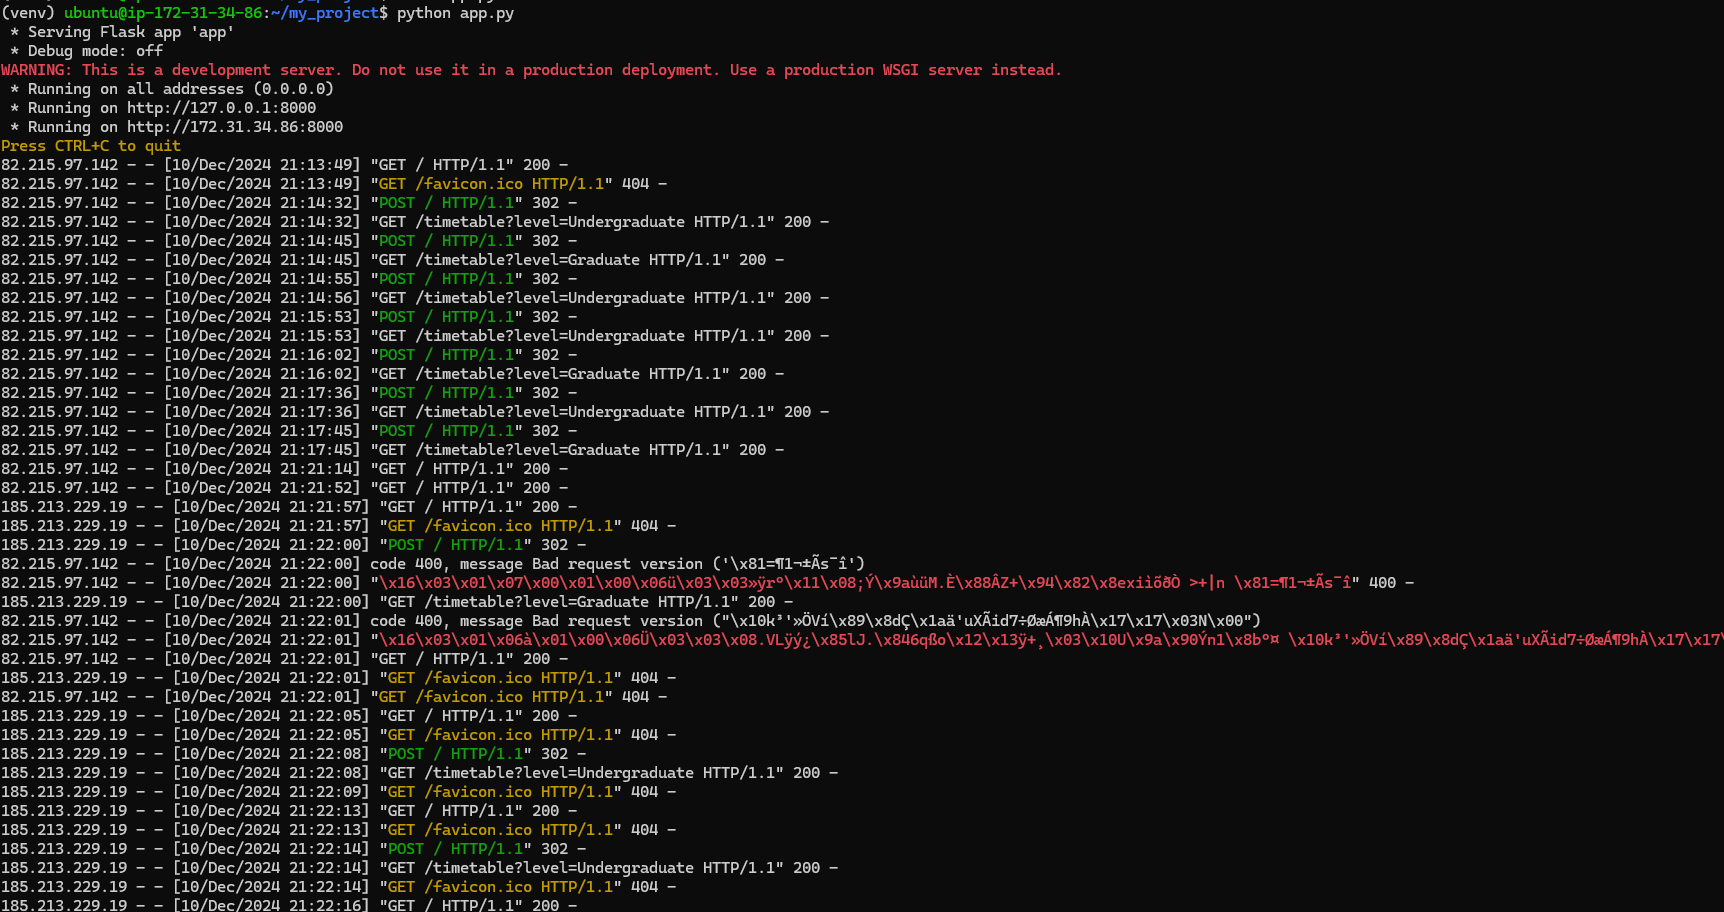 (venv) ubuntu@ip-172-31-34-86:~/my_project$ python app.py
 * Serving Flask app 'app'
 * Debug mode: off
WARNING: This is a development server. Do not use it in a production deployment. Use a production WSGI server instead.
 * Running on all addresses (0.0.0.0)
 * Running on http://127.0.0.1:8000
 * Running on http://172.31.34.86:8000
Press CTRL+C to quit
82.215.97.142 - - [10/Dec/2024 21:13:49] "GET / HTTP/1.1" 200 -
82.215.97.142 - - [10/Dec/2024 21:13:49] "GET /favicon.ico HTTP/1.1" 404 -
82.215.97.142 - - [10/Dec/2024 21:14:32] "POST / HTTP/1.1" 302 -
82.215.97.142 - - [10/Dec/2024 21:14:32] "GET /timetable?level=Undergraduate HTTP/1.1" 200 -
82.215.97.142 - - [10/Dec/2024 21:14:45] "POST / HTTP/1.1" 302 -
82.215.97.142 - - [10/Dec/2024 21:14:45] "GET /timetable?level=Graduate HTTP/1.1" 200 -
82.215.97.142 - - [10/Dec/2024 21:14:55] "POST / HTTP/1.1" 302 -
82.215.97.142 - - [10/Dec/2024 21:14:56] "GET /timetable?level=Undergraduate HTTP/1.1" 200 -
82.215.97.142 - - [10/Dec/2024 21:15:53] "POST / HTTP/1.1" 302 -
82.215.97.142 - - [10/Dec/2024 21:15:53] "GET /timetable?level=Undergraduate HTTP/1.1" 200 -
82.215.97.142 - - [10/Dec/2024 21:16:02] "POST / HTTP/1.1" 302 -
82.215.97.142 - - [10/Dec/2024 21:16:02] "GET /timetable?level=Graduate HTTP/1.1" 200 -
82.215.97.142 - - [10/Dec/2024 21:17:36] "POST / HTTP/1.1" 302 -
82.215.97.142 - - [10/Dec/2024 21:17:36] "GET /timetable?level=Undergraduate HTTP/1.1" 200 -
82.215.97.142 - - [10/Dec/2024 21:17:45] "POST / HTTP/1.1" 302 -
82.215.97.142 - - [10/Dec/2024 21:17:45] "GET /timetable?level=Graduate HTTP/1.1" 200 -
82.215.97.142 - - [10/Dec/2024 21:21:14] "GET / HTTP/1.1" 200 -
82.215.97.142 - - [10/Dec/2024 21:21:52] "GET / HTTP/1.1" 200 -
185.213.229.19 - - [10/Dec/2024 21:21:57] "GET / HTTP/1.1" 200 -
185.213.229.19 - - [10/Dec/2024 21:21:57] "GET /favicon.ico HTTP/1.1" 404 -
185.213.229.19 - - [10/Dec/2024 21:22:00] "POST / HTTP/1.1" 302 -
82.215.97.142 - - [10/Dec/2024 21:22:00] code 400, message Bad request version ('\x81=¶1¬±Ãs¯î')
82.215.97.142 - - [10/Dec/2024 21:22:00] "\x16\x03\x01\x07\x00\x01\x00\x06ü\x03\x03»ÿrº\x11\x08;Ý\x9aùüM.È\x88ÂZ+\x94\x82\x8exiìõðÒ >+|n \x81=¶1¬±Ãs¯î" 400 -
185.213.229.19 - - [10/Dec/2024 21:22:00] "GET /timetable?level=Graduate HTTP/1.1" 200 -
82.215.97.142 - - [10/Dec/2024 21:22:01] code 400, message Bad request version ("\x10k³'»ÖVí\x89\x8dÇ\x1aä'uXÃid7÷ØæÁ¶9hÀ\x17\x17\x03N\x00")
82.215.97.142 - - [10/Dec/2024 21:22:01] "\x16\x03\x01\x06à\x01\x00\x06Ü\x03\x03\x08.VLÿý¿\x85lJ.\x846qßo\x12\x13ÿ+¸\x03\x10U\x9a\x90Ýn1\x8bº¤ \x10k³'»ÖVí\x89\x8dÇ\x1aä'uXÃid7÷ØæÁ¶9hÀ\x17\x17\
82.215.97.142 - - [10/Dec/2024 21:22:01] "GET / HTTP/1.1" 200 -
185.213.229.19 - - [10/Dec/2024 21:22:01] "GET /favicon.ico HTTP/1.1" 404 -
82.215.97.142 - - [10/Dec/2024 21:22:01] "GET /favicon.ico HTTP/1.1" 404 -
185.213.229.19 - - [10/Dec/2024 21:22:05] "GET / HTTP/1.1" 200 -
185.213.229.19 - - [10/Dec/2024 21:22:05] "GET /favicon.ico HTTP/1.1" 404 -
185.213.229.19 - - [10/Dec/2024 21:22:08] "POST / HTTP/1.1" 302 -
185.213.229.19 - - [10/Dec/2024 21:22:08] "GET /timetable?level=Undergraduate HTTP/1.1" 200 -
185.213.229.19 - - [10/Dec/2024 21:22:09] "GET /favicon.ico HTTP/1.1" 404 -
185.213.229.19 - - [10/Dec/2024 21:22:13] "GET / HTTP/1.1" 200 -
185.213.229.19 - - [10/Dec/2024 21:22:13] "GET /favicon.ico HTTP/1.1" 404 -
185.213.229.19 - - [10/Dec/2024 21:22:14] "POST / HTTP/1.1" 302 -
185.213.229.19 - - [10/Dec/2024 21:22:14] "GET /timetable?level=Undergraduate HTTP/1.1" 200 -
185.213.229.19 - - [10/Dec/2024 21:22:14] "GET /favicon.ico HTTP/1.1" 404 -
185.213.229.19 - - [10/Dec/2024 21:22:16] "GET / HTTP/1.1" 200 -